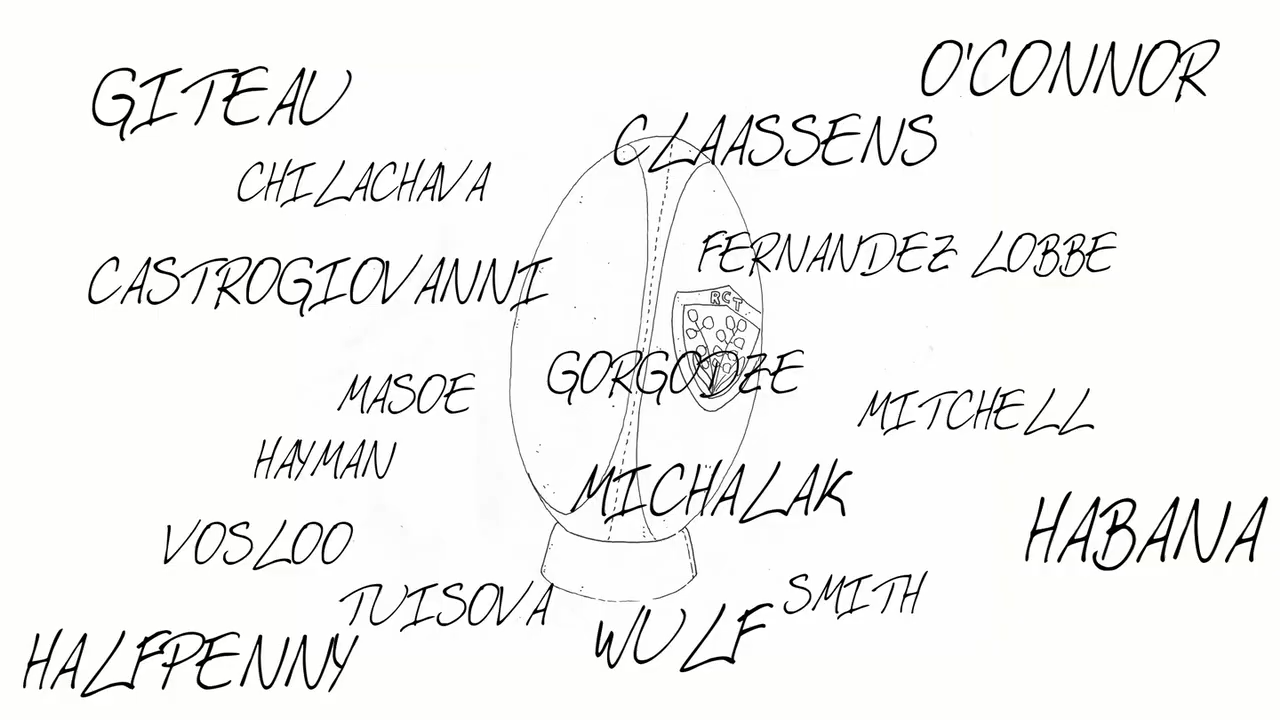 GITEAU
O'CONNOR
CLAASSENS
CHILACHAVA
FERNANDEZ LOBBE
CASTROGIOVANNI
RCT
GORGODZE
MASOE
MITCHELL
HAYMAN
MICHALAK
HABANA
VOSLOO
SMITH
TUISOVA
WULF
HALFPENNY